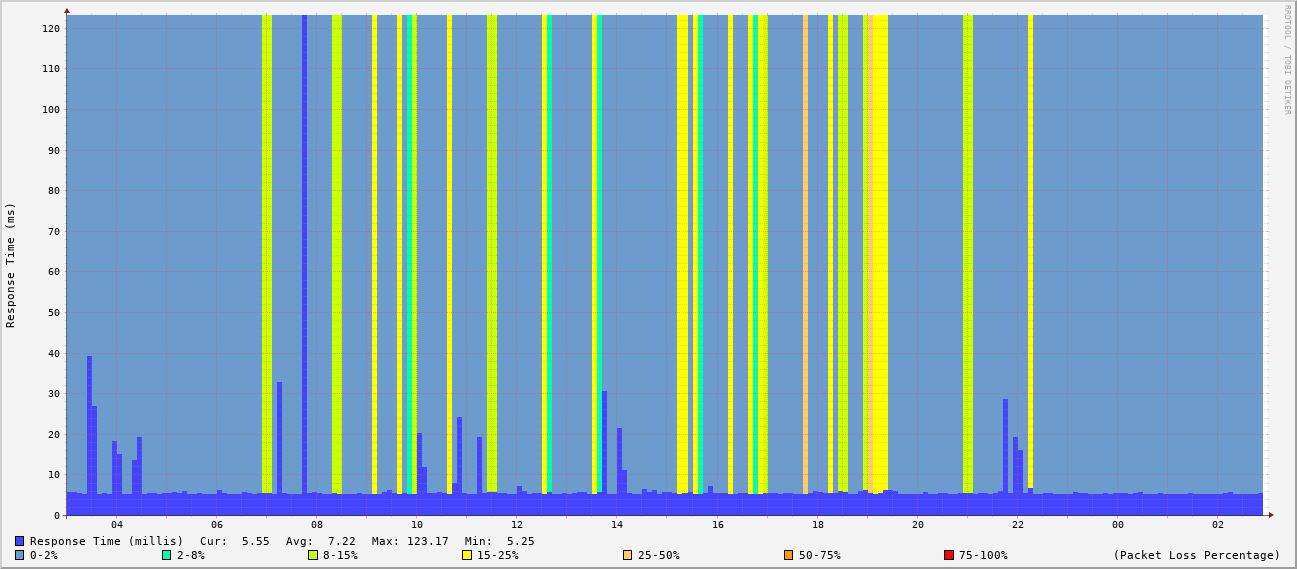 RRDTOOL / TOBI OETIKER
Response Time (ms)
120
110
100
90
80
70
60
50
40
30
20
10
0
04 06 08 10 12 14 16 18 20 22 00 02
Response Time (millis) Cur: 5.55 Avg: 7.22 Max: 123.17 Min: 5.25
0-2% 2-8% 8-15% 15-25% 25-50% 50-75% 75-100% (Packet Loss Percentage)